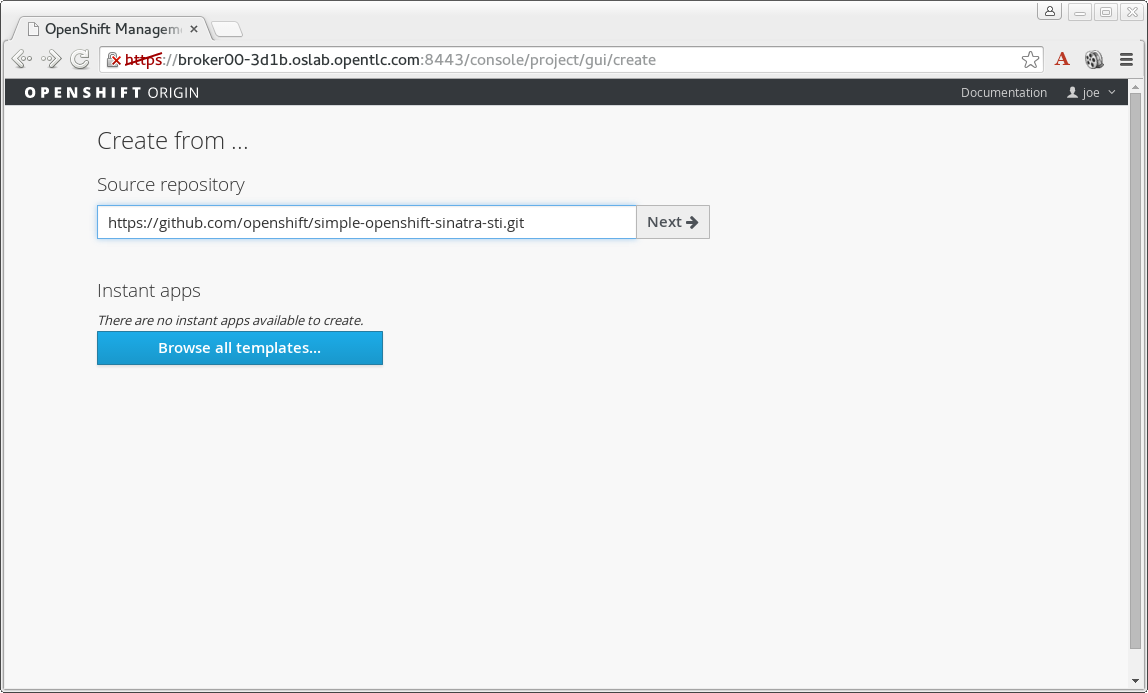 OpenShift Managem
https://broker00-3d1b.oslab.opentlc.com:8443/console/project/gui/create
A
OPENSHIFT ORIGIN
Documentation
joe
Create from ...
Source repository
https://github.com/openshift/simple-openshift-sinatra-sti.git
Next
Instant apps
There are no instant apps available to create.
Browse all templates...